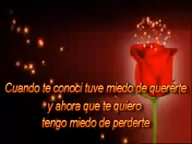 Cuando te conocí tuve miedo de quererte
y ahora que te quiero
tengo miedo de perderte